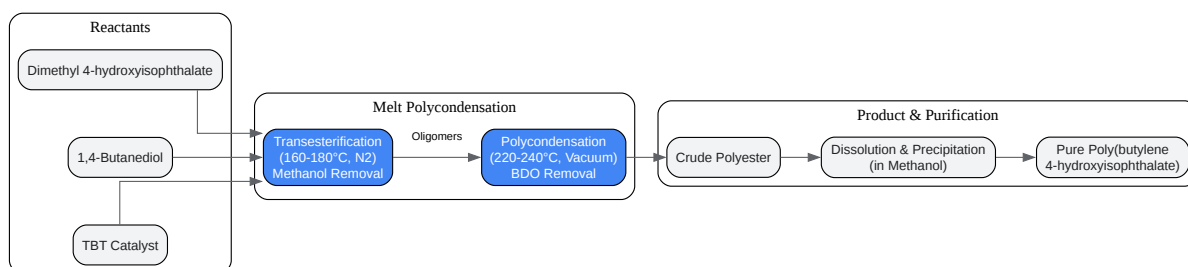 Reactants
Dimethyl 4-hydroxyisophthalate
1,4-Butanediol
TBT Catalyst
Melt Polycondensation
Transesterification
(160-180°C, N2)
Methanol Removal
Oligomers
Polycondensation
(220-240°C, Vacuum)
BDO Removal
Product & Purification
Crude Polyester
Dissolution & Precipitation
(in Methanol)
Pure Poly(butylene
4-hydroxyisophthalate)